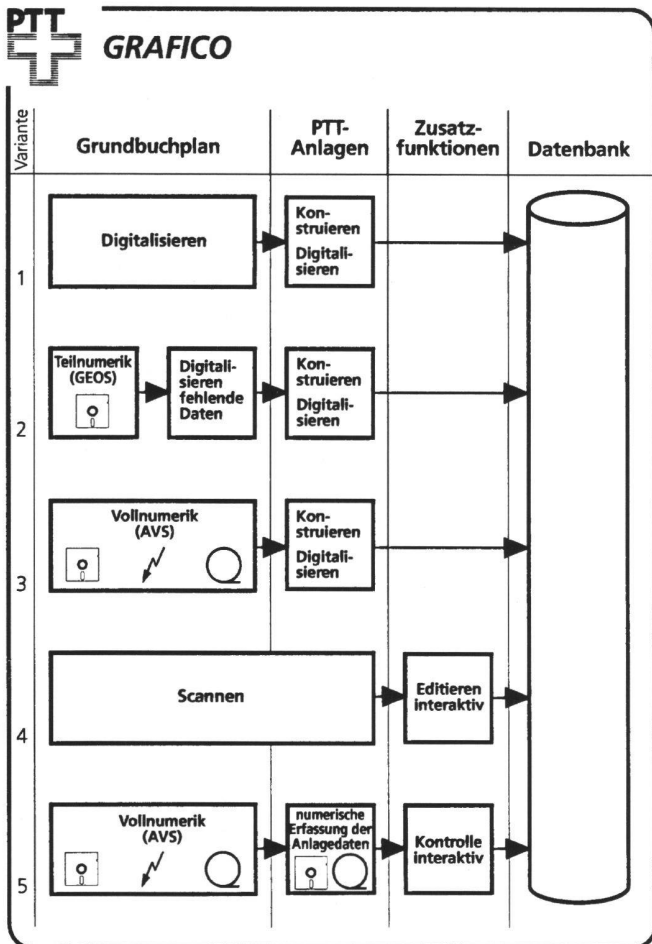 PTT
GRAFICO
Variante
Grundbuchplan
PTT-
Anlagen
Zusatz-
funktionen
Datenbank
1
Digitalisieren
Kon-
struieren
Digitali-
sieren
2
Teilnumerik
(GEOS)
Digitali-
sieren
fehlende
Daten
Kon-
struieren
Digitali-
sieren
3
Vollnumerik
(AVS)
Kon-
struieren
Digitali-
sieren
4
Scannen
Editieren
interaktiv
5
Vollnumerik
(AVS)
numerische
Erfassung der
Anlagedaten
Kontrolle
interaktiv